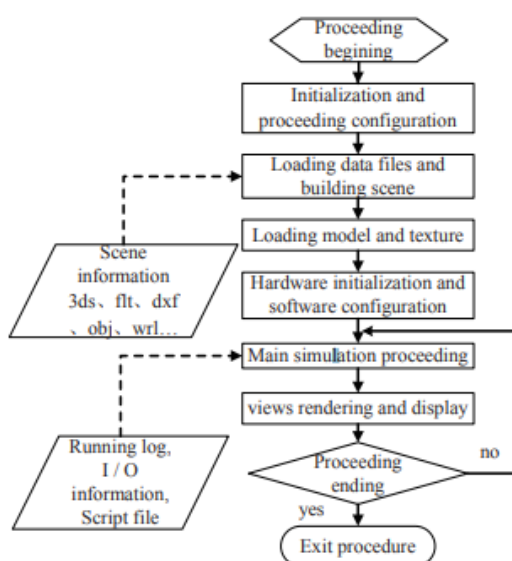 Proceeding
begining
Initialization and
proceeding configuration
Loading data files and
building scene
Loading model and texture
Scene
information
3ds、flt、dxf
、obj、wrl…
Hardware initialization and
software configuration
Main simulation proceeding
views rendering and display
Running log,
I / O
information,
Script file
Proceeding
ending
no
yes
Exit procedure